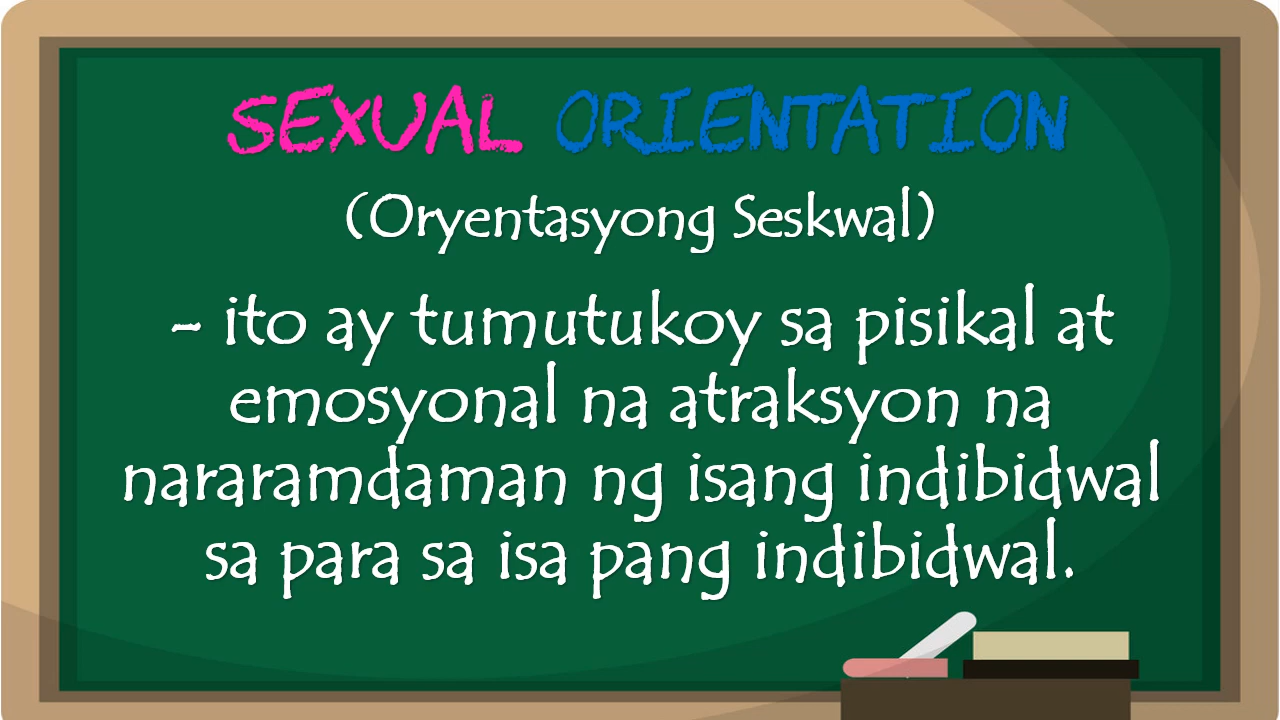 SEXUAL ORIENTATION
(Oryentasyong Seskwal)
- ito ay tumutukoy sa pisikal at
emosyonal na atraksyon na
nararamdaman ng isang indibidwal
sa para sa isa pang indibidwal.